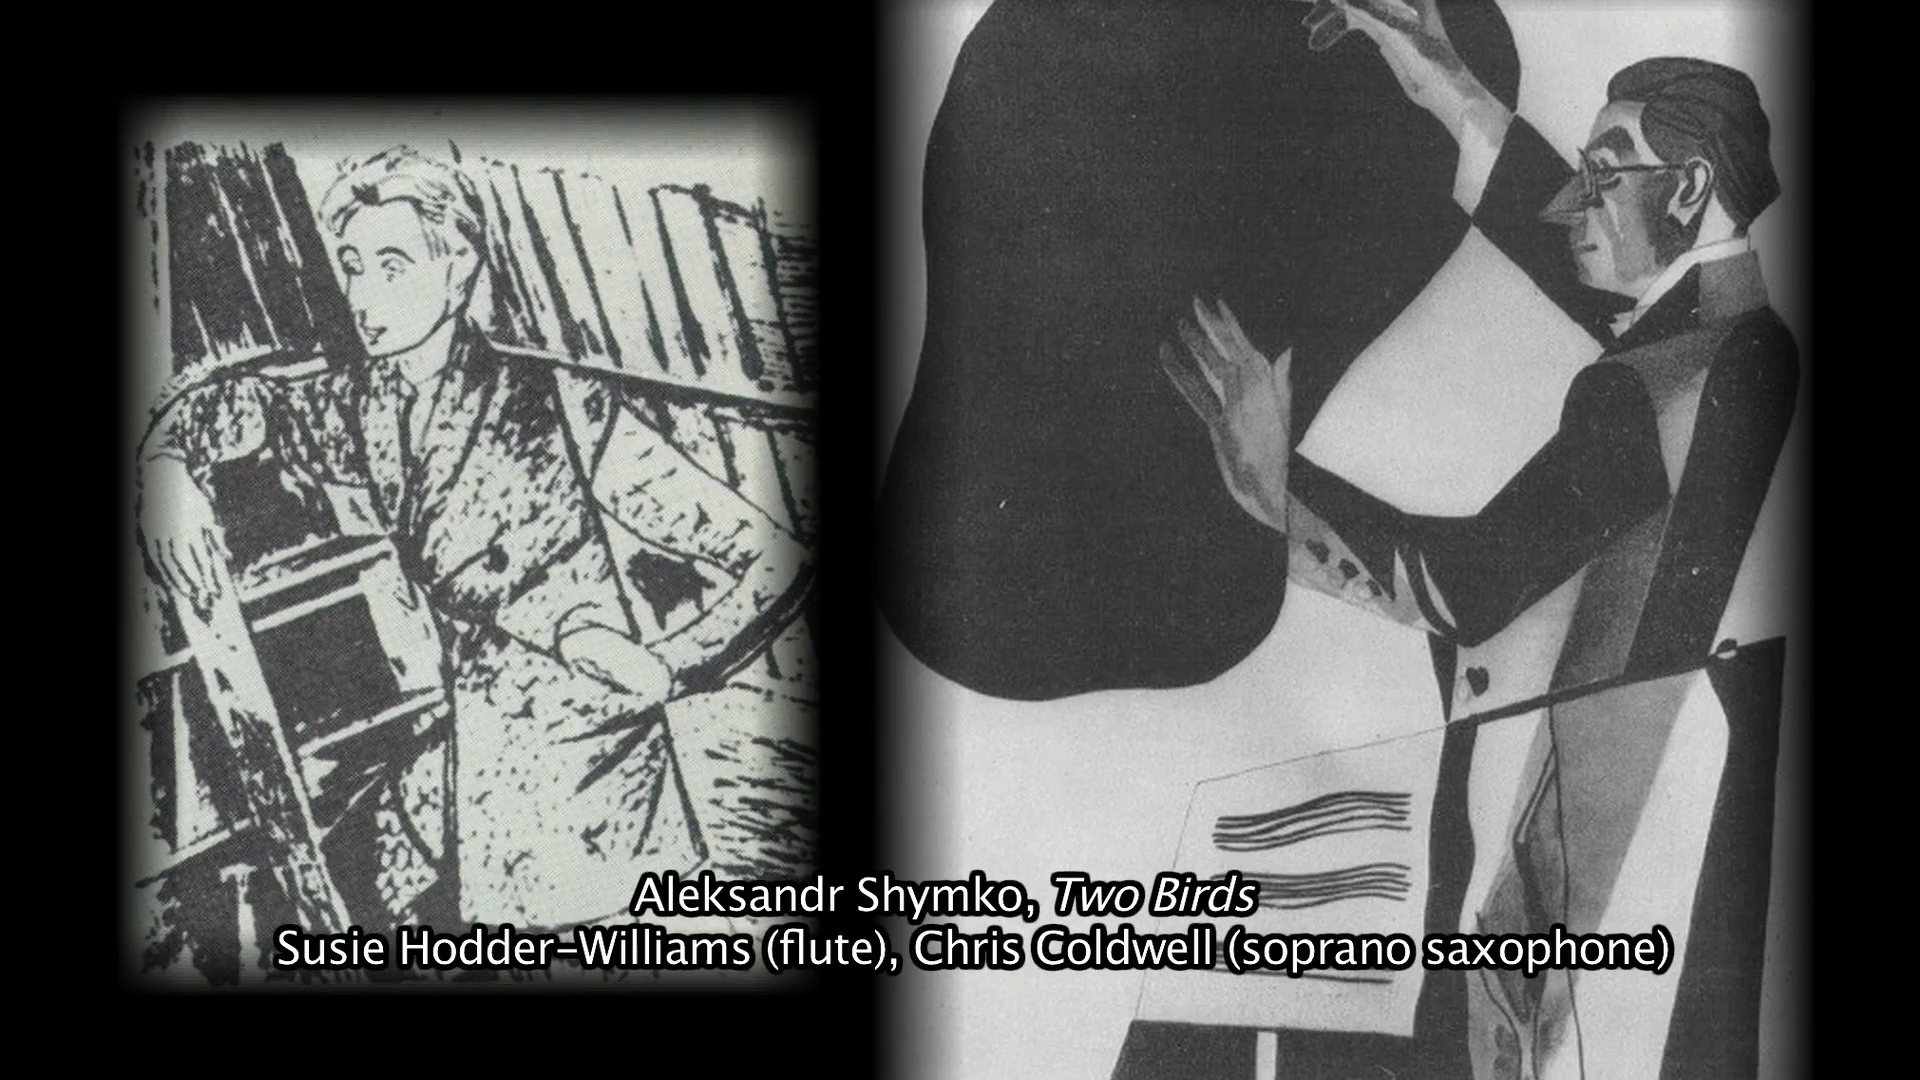 Aleksandr Shymko, Two Birds
Susie Hodder-Williams (flute), Chris Coldwell (soprano saxophone)